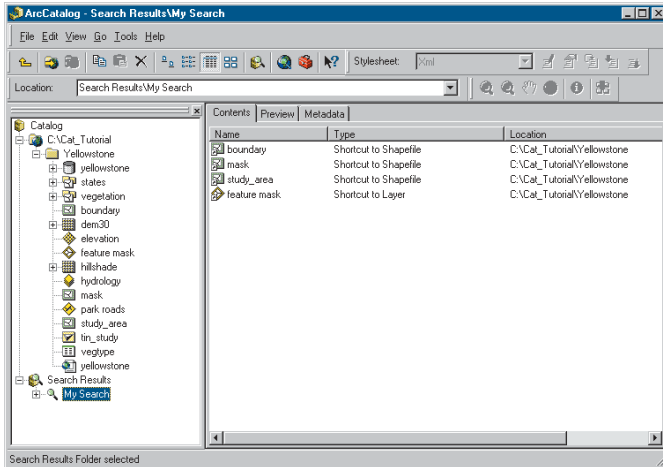 ArcCatalog - Search Results\My Search
File Edit View Go Tools Help
Stylesheet: Xml
Location: Search Results\My Search
Catalog
C:\Cat_Tutorial
Yellowstone
yellowstone
states
vegetation
boundary
dem30
elevation
feature mask
hillshade
hydrology
mask
park roads
study_area
tin_study
vegtype
yellowstone
Search Results
My Search
Contents Preview Metadata
Name Type Location
boundary Shortcut to Shapefile C:\Cat_Tutorial\Yellowstone
mask Shortcut to Shapefile C:\Cat_Tutorial\Yellowstone
study_area Shortcut to Shapefile C:\Cat_Tutorial\Yellowstone
feature mask Shortcut to Layer C:\Cat_Tutorial\Yellowstone
Search Results Folder selected